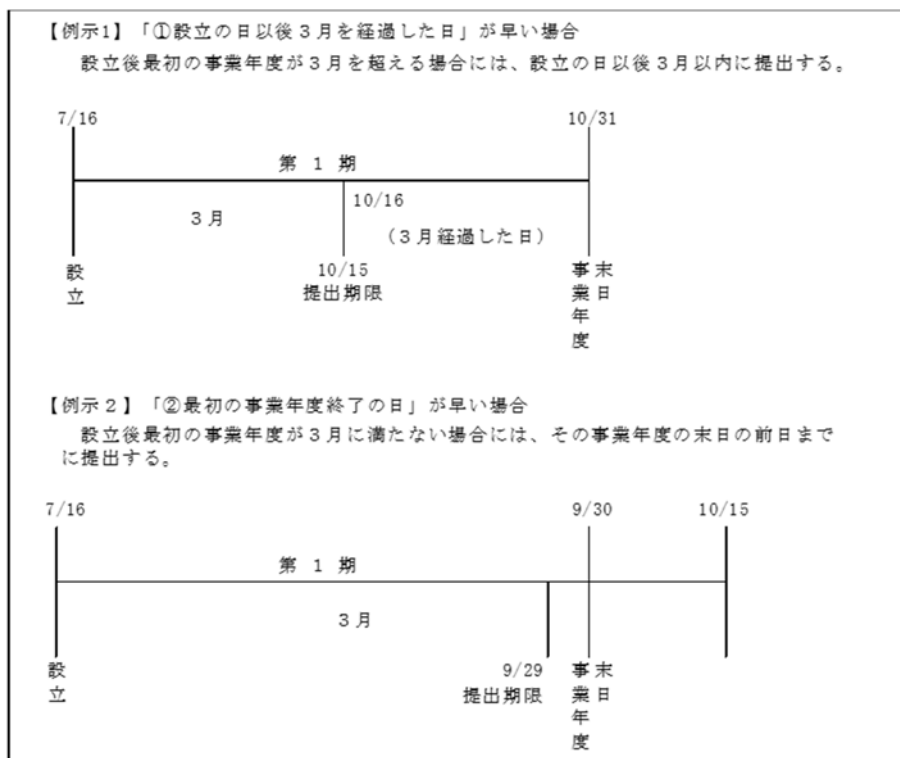 【例示1】「①設立の日以後３月を経過した日」が早い場合
設立後最初の事業年度が３月を超える場合には、設立の日以後３月以内に提出する。
7/16
10/31
第 1 期
10/16
３月
(３月経過した日)
10/15
提出期限
設立
事業年度
末日
【例示２】「②最初の事業年度終了の日」が早い場合
設立後最初の事業年度が３月に満たない場合には、その事業年度の末日の前日まで
に提出する。
7/16
9/30
10/15
第 1 期
３月
9/29
提出期限
設立
事業年度
末日